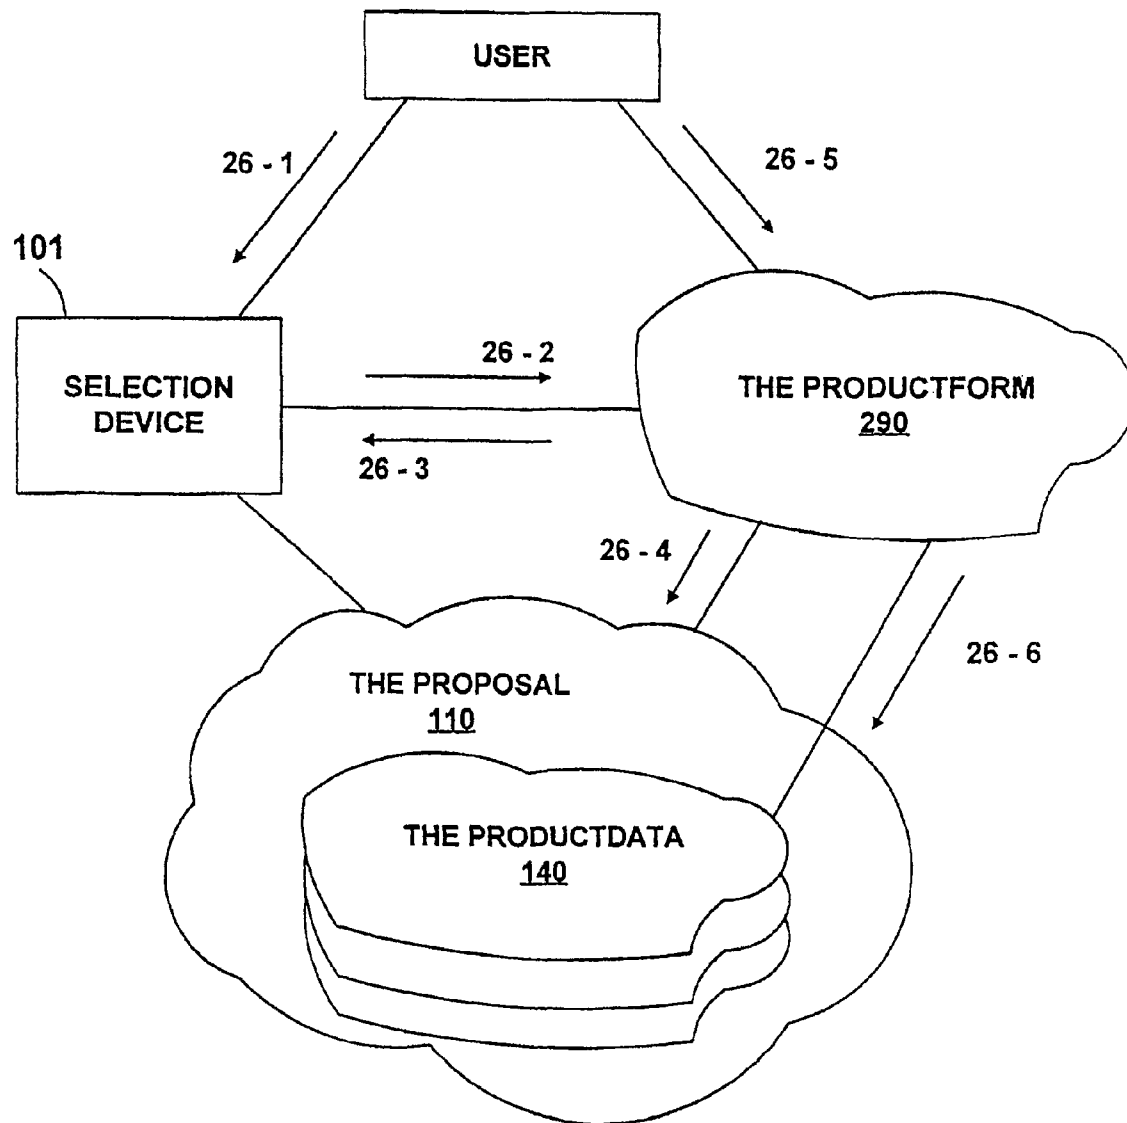 USER
26 - 1
26 - 5
101
SELECTION
DEVICE
26 - 2
26 - 3
THE PRODUCTFORM
290
26 - 4
26 - 6
THE PROPOSAL
110
THE PRODUCTDATA
140